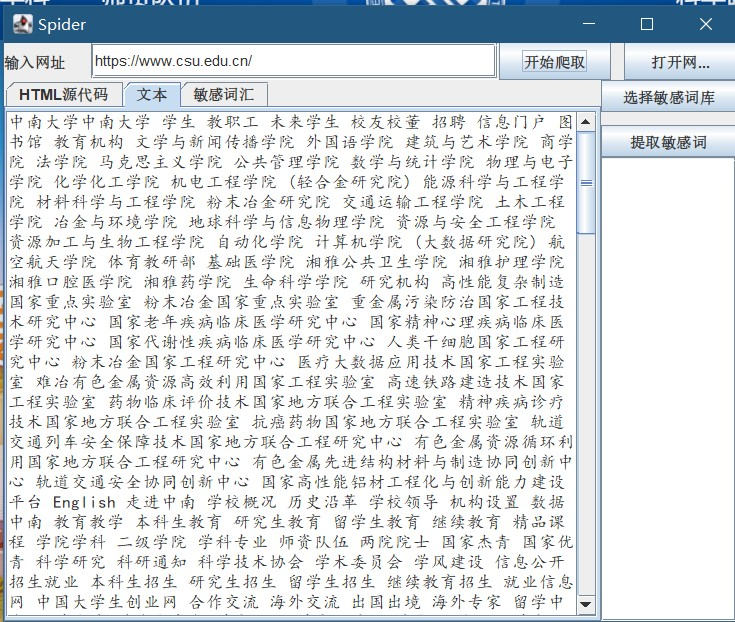 Spider
输入网址 https://www.csu.edu.cn/ 开始爬取 打开网...
HTML源代码 文本 敏感词汇
选择敏感词库
提取敏感词
中南大学中南大学 学生 教职工 未来学生 校友校董 招聘 信息门户 图
书馆 教育机构 文学与新闻传播学院 外国语学院 建筑与艺术学院 商学
院 法学院 马克思主义学院 公共管理学院 数学与统计学院 物理与电子
学院 化学化工学院 机电工程学院 (轻合金研究院) 能源科学与工程学
院 材料科学与工程学院 粉末冶金研究院 交通运输工程学院 土木工程
学院 冶金与环境学院 地球科学与信息物理学院 资源与安全工程学院
资源加工与生物工程学院 自动化学院 计算机学院 (大数据研究院) 航
空航天学院 体育教研部 基础医学院 湘雅公共卫生学院 湘雅护理学院
湘雅口腔医学院 湘雅药学院 生命科学学院 研究机构 高性能复杂制造
国家重点实验室 粉末冶金国家重点实验室 重金属污染防治国家工程技
术研究中心 国家老年疾病临床医学研究中心 国家精神心理疾病临床医
学研究中心 国家代谢性疾病临床医学研究中心 人类干细胞国家工程研
究中心 粉末冶金国家工程研究中心 医疗大数据应用技术国家工程实验
室 难冶有色金属资源高效利用国家工程实验室 高速铁路建造技术国家
工程实验室 药物临床评价技术国家地方联合工程实验室 精神疾病诊疗
技术国家地方联合工程实验室 抗癌药物国家地方联合工程实验室 轨道
交通列车安全保障技术国家地方联合工程研究中心 有色金属资源循环利
用国家地方联合工程研究中心 有色金属先进结构材料与制造协同创新中
心 轨道交通安全协同创新中心 国家高性能铝材工程化与创新能力建设
平台 English 走进中南 学校概况 历史沿革 学校领导 机构设置 数据
中南 教育教学 本科生教育 研究生教育 留学生教育 继续教育 精品课
程 学院学科 二级学院 学科专业 师资队伍 两院院士 国家杰青 国家优
青 科学研究 科研通知 科学技术协会 学术委员会 学风建设 信息公开
招生就业 本科生招生 研究生招生 留学生招生 继续教育招生 就业信息
网 中国大学生创业网 合作交流 海外交流 出国出境 海外专家 留学中